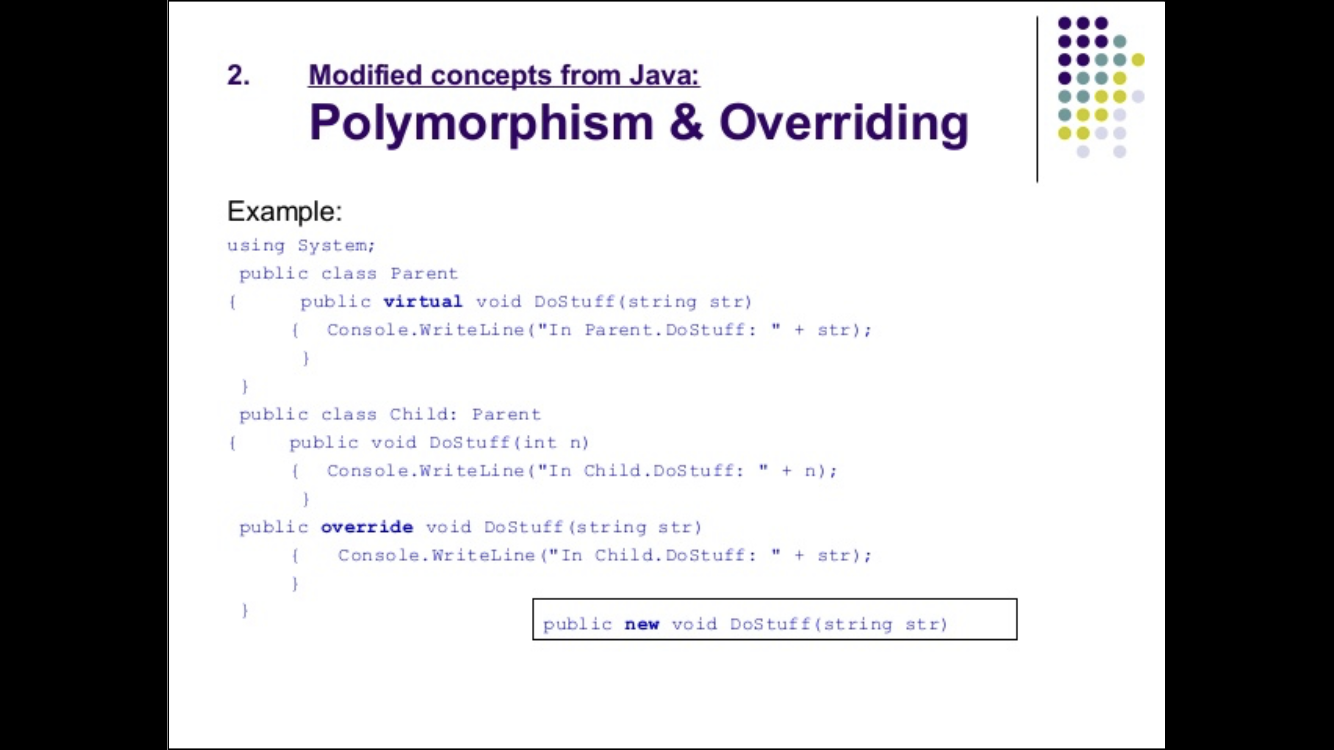 2. Modified concepts from Java:
Polymorphism & Overriding
Example:
using System;
public class Parent
{ public virtual void DoStuff(string str)
{ Console.WriteLine("In Parent.DoStuff: " + str);
}
}
public class Child: Parent
{ public void DoStuff(int n)
{ Console.WriteLine("In Child.DoStuff: " + n);
}
public override void DoStuff(string str)
{ Console.WriteLine("In Child.DoStuff: " + str);
}
}
public new void DoStuff(string str)